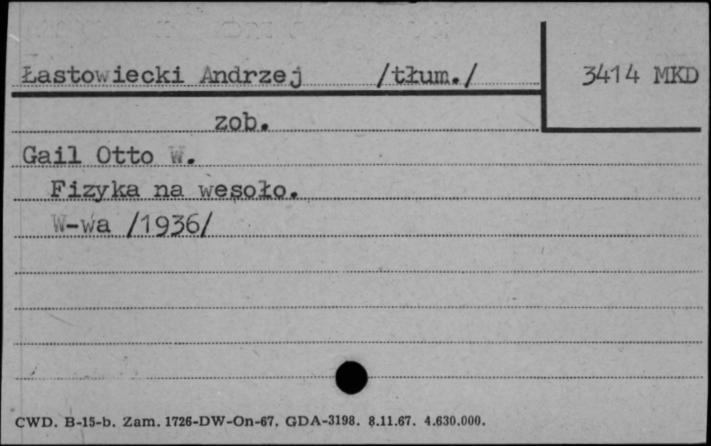 Łastowiecki Andrzej /tłum./ 3414 MKD
zob.
Gail Otto W.
Fizyka na wesoło.
W-wa /1936/
CWD. B-15-b. Zam. 1726-DW-On-67. GDA-3198. 8.11.67. 4.630.000.